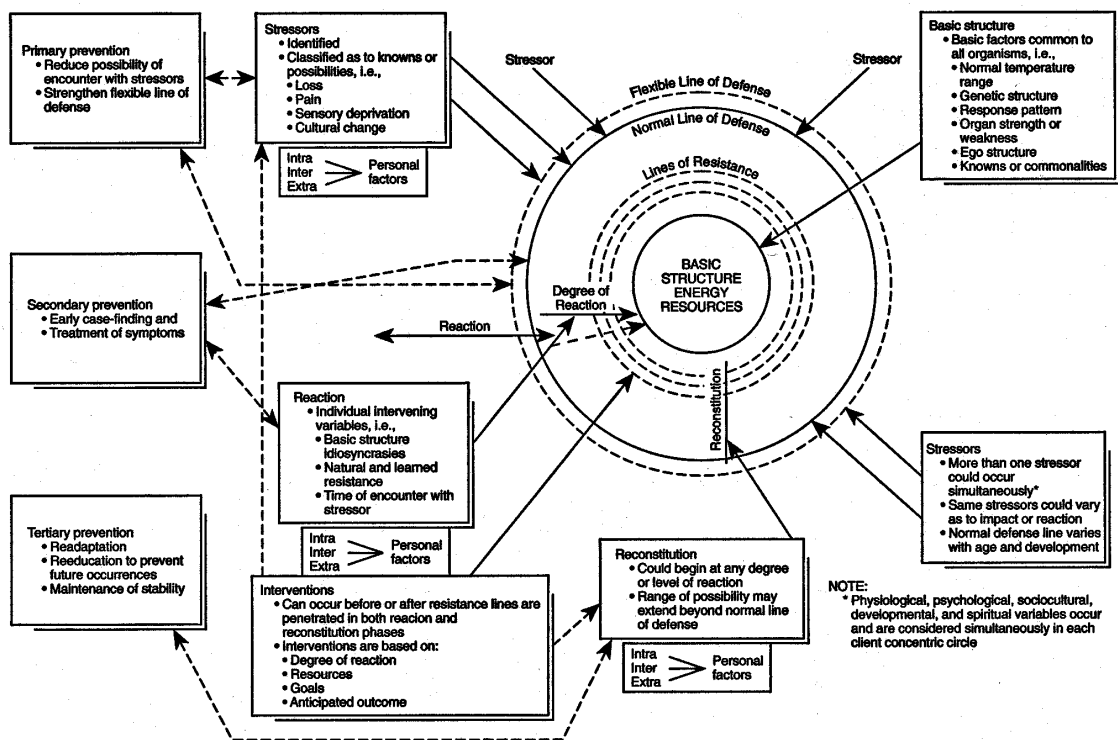 Primary prevention
• Reduce possibility of
encounter with stressors
• Strengthen flexible line of
defense
Stressors
• Identified
• Classified as to knowns or
possibilities, i.e.,
• Loss
• Pain
• Sensory deprivation
• Cultural change
Intra
Inter
Extra
Personal
factors
Stressor
Stressor
Basic structure
• Basic factors common to
all organisms, i.e.,
• Normal temperature
range
• Genetic structure
• Response pattern
• Organ strength or
weakness
• Ego structure
• Knowns or commonalities
Flexible Line of Defense
Normal Line of Defense
Lines of Resistance
BASIC
STRUCTURE
ENERGY
RESOURCES
Degree of
Reaction
Reaction
Reconstitution
Secondary prevention
• Early case-finding and
• Treatment of symptoms
Reaction
• Individual intervening
variables, i.e.,
• Basic structure
idiosyncrasies
• Natural and learned
resistance
• Time of encounter with
stressor
Intra
Inter
Extra
Personal
factors
Stressors
• More than one stressor
could occur
simultaneously*
• Same stressors could vary
as to impact or reaction
• Normal defense line varies
with age and development
Tertiary prevention
• Readaptation
• Reeducation to prevent
future occurrences
• Maintenance of stability
Interventions
• Can occur before or after resistance lines are
penetrated in both reacion and
reconstitution phases
• Interventions are based on:
• Degree of reaction
• Resources
• Goals
• Anticipated outcome
Reconstitution
• Could begin at any degree
or level of reaction
• Range of possibility may
extend beyond normal line
of defense
Intra
Inter
Extra
Personal
factors
NOTE:
* Physiological, psychological, sociocultural,
developmental, and spiritual variables occur
and are considered simultaneously in each
client concentric circle